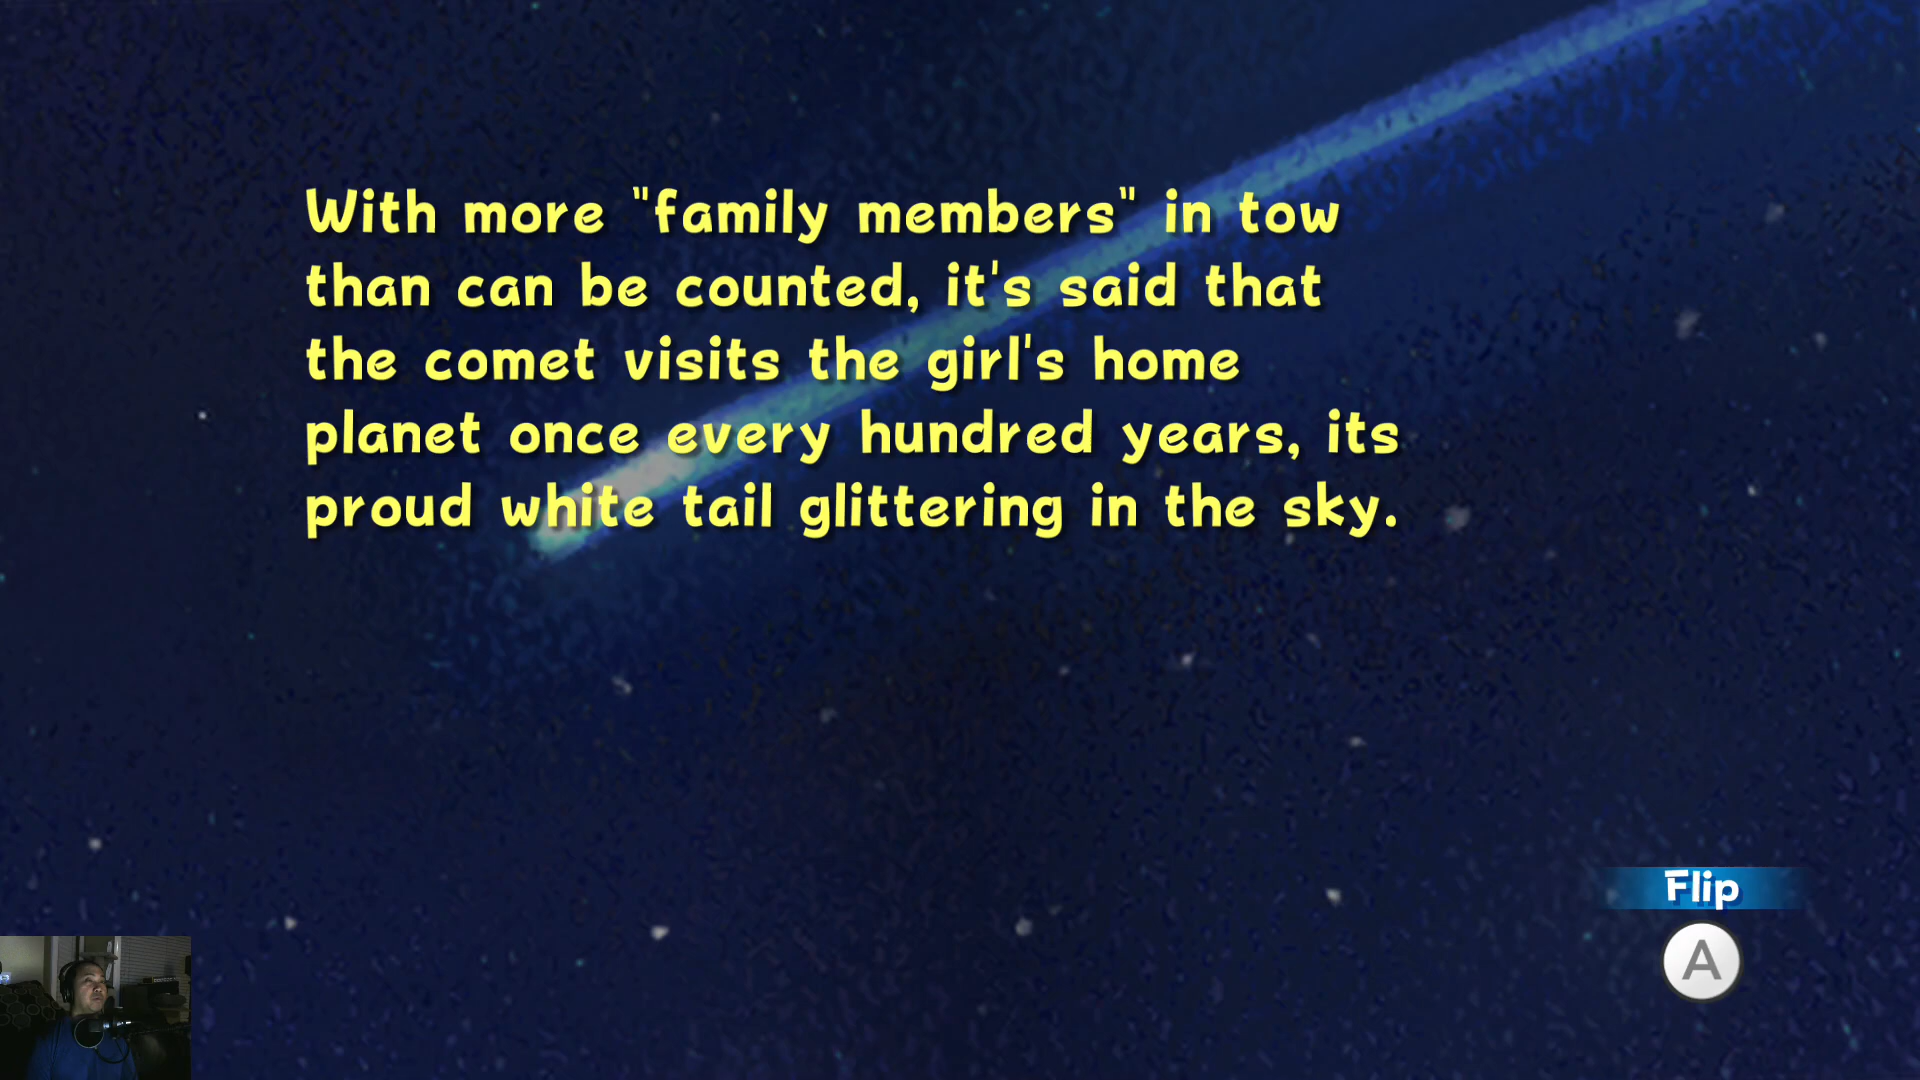 With more "family members" in tow
than can be counted, it's said that
the comet visits the girl's home
planet once every hundred years, its
proud white tail glittering in the sky.
Flip
A